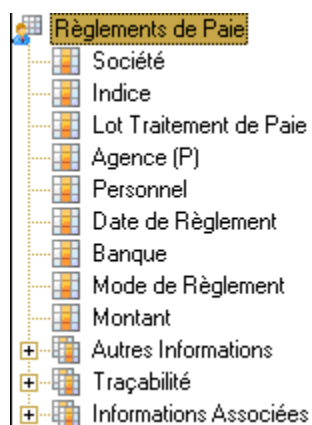 Règlements de Paie
Société
Indice
Lot Traitement de Paie
Agence (P)
Personnel
Date de Règlement
Banque
Mode de Règlement
Montant
Autres Informations
Traçabilité
Informations Associées